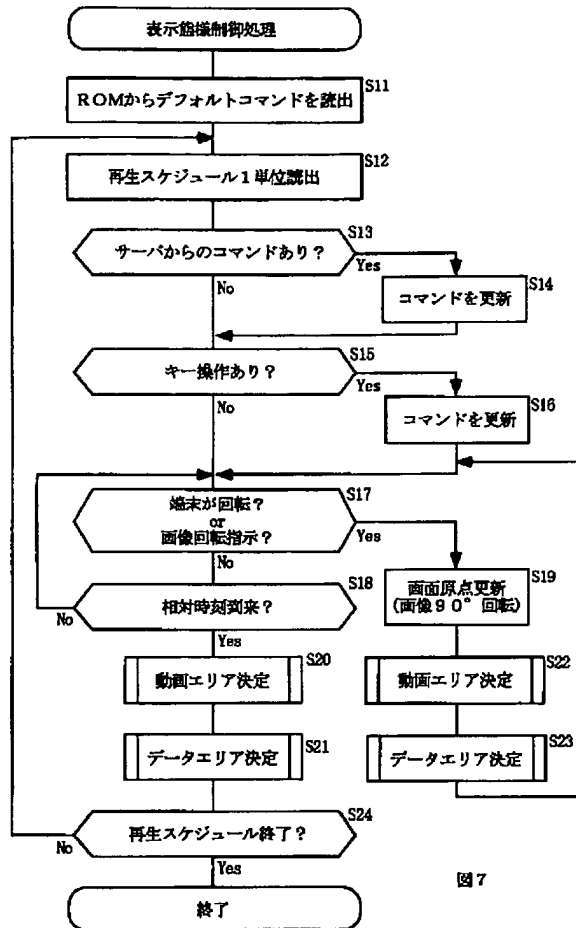 表示態様制御処理
S11
ROMからデフォルトコマンドを読出
S12
再生スケジュール1単位読出
S13
サーバからのコマンドあり?
Yes
No
S14
コマンドを更新
S15
キー操作あり?
Yes
No
S16
コマンドを更新
S17
端末が回転?
or
画像回転指示?
Yes
No
S18
相対時刻到来?
No
Yes
S19
画面原点更新
(画像90°回転)
S20
動画エリア決定
S22
動画エリア決定
S21
データエリア決定
S23
データエリア決定
S24
再生スケジュール終了?
No
Yes
終了
図7